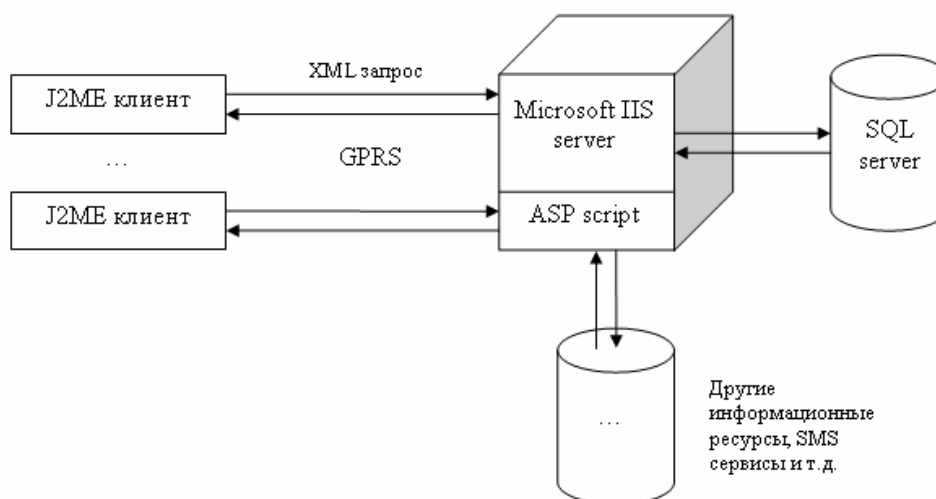 XML запрос
J2ME клиент
Microsoft IIS
server
SQL
server
...
GPRS
J2ME клиент
ASP script
...
Другие
информационные
ресурсы, SMS
сервисы и т.д.